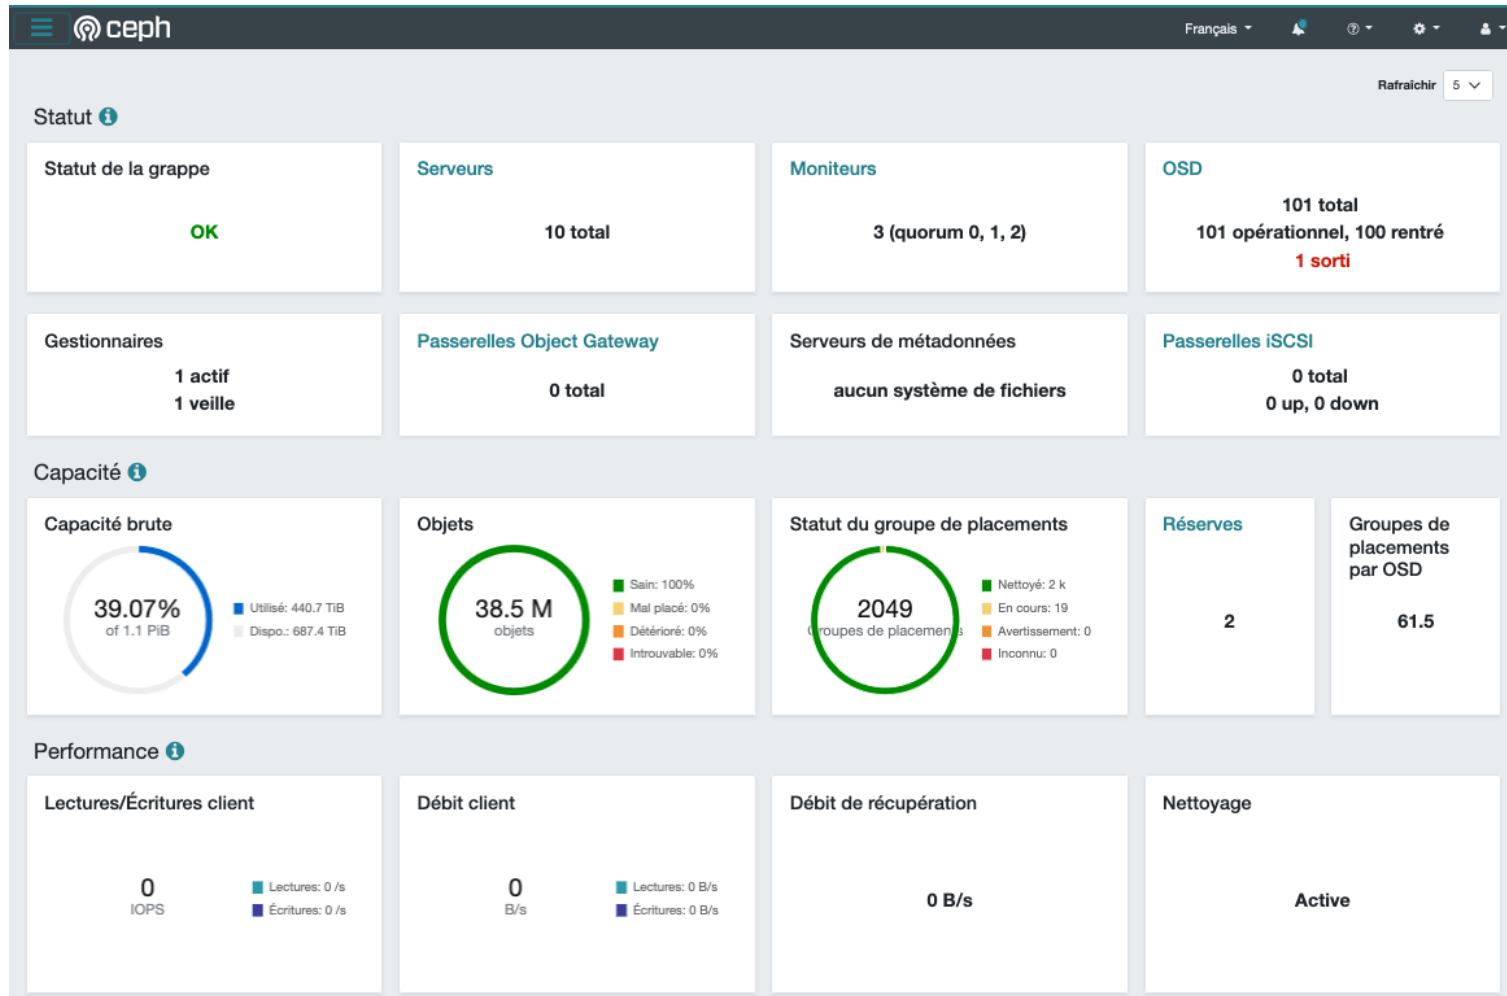 ceph
Français
Rafraîchir 5
Statut
Statut de la grappe
OK
Serveurs
10 total
Moniteurs
3 (quorum 0, 1, 2)
OSD
101 total
101 opérationnel, 100 rentré
1 sorti
Gestionnaires
1 actif
1 veille
Passerelles Object Gateway
0 total
Serveurs de métadonnées
aucun système de fichiers
Passerelles iSCSI
0 total
0 up, 0 down
Capacité
Capacité brute
39.07%
of 1.1 PiB
Utilisé: 440.7 TiB
Dispo.: 687.4 TiB
Objets
38.5 M
objets
Sain: 100%
Mal placé: 0%
Détérioré: 0%
Introuvable: 0%
Statut du groupe de placements
2049
Groupes de placements
Nettoyé: 2 k
En cours: 19
Avertissement: 0
Inconnu: 0
Réserves
2
Groupes de
placements
par OSD
61.5
Performance
Lectures/Écritures client
0
IOPS
Lectures: 0 /s
Écritures: 0 /s
Débit client
0
B/s
Lectures: 0 B/s
Écritures: 0 B/s
Débit de récupération
0 B/s
Nettoyage
Active